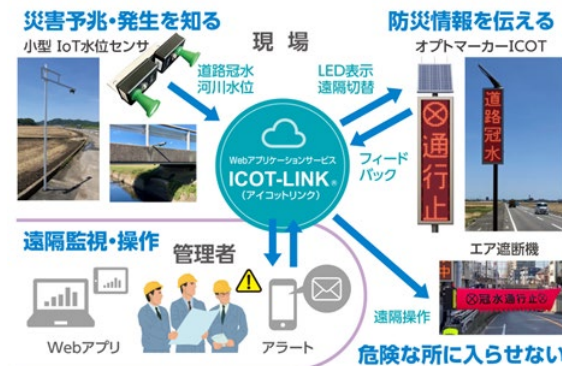 災害予兆・発生を知る
小型 IoT水位センサ
現場
防災情報を伝える
オプトマーカーICOT
道路冠水
河川水位
LED表示
遠隔切替
Webアプリケーションサービス
ICOT-LINK®
(アイコットリンク)
フィード
バック
通行止
道路冠水
遠隔監視・操作
管理者
Webアプリ
アラート
エア遮断機
遠隔操作
中
冠水通行止
危険な所に入らせない